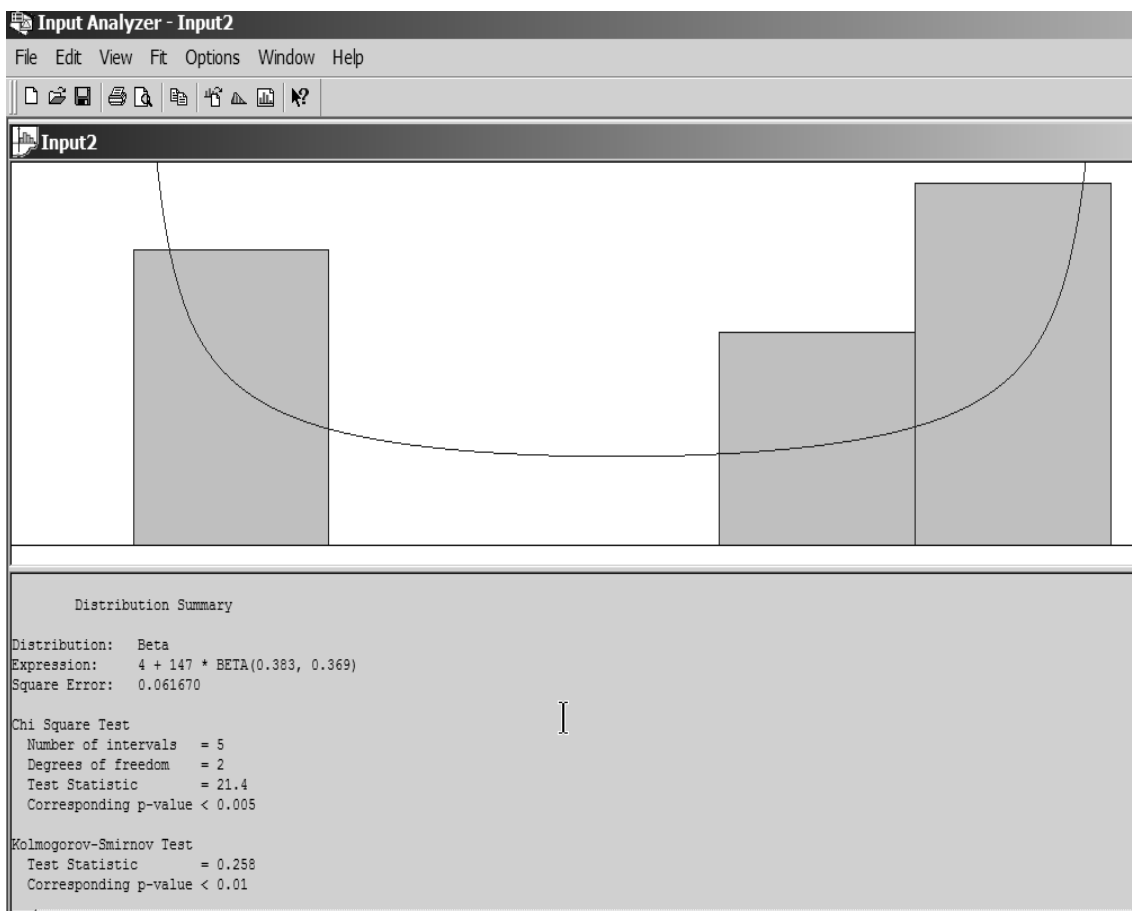 Input Analyzer - Input2
File Edit View Fit Options Window Help
Input2
Distribution Summary
Distribution: Beta
Expression: 4 + 147 * BETA(0.383, 0.369)
Square Error: 0.061670
Chi Square Test
Number of intervals = 5
Degrees of freedom = 2
Test Statistic = 21.4
Corresponding p-value < 0.005
Kolmogorov-Smirnov Test
Test Statistic = 0.258
Corresponding p-value < 0.01